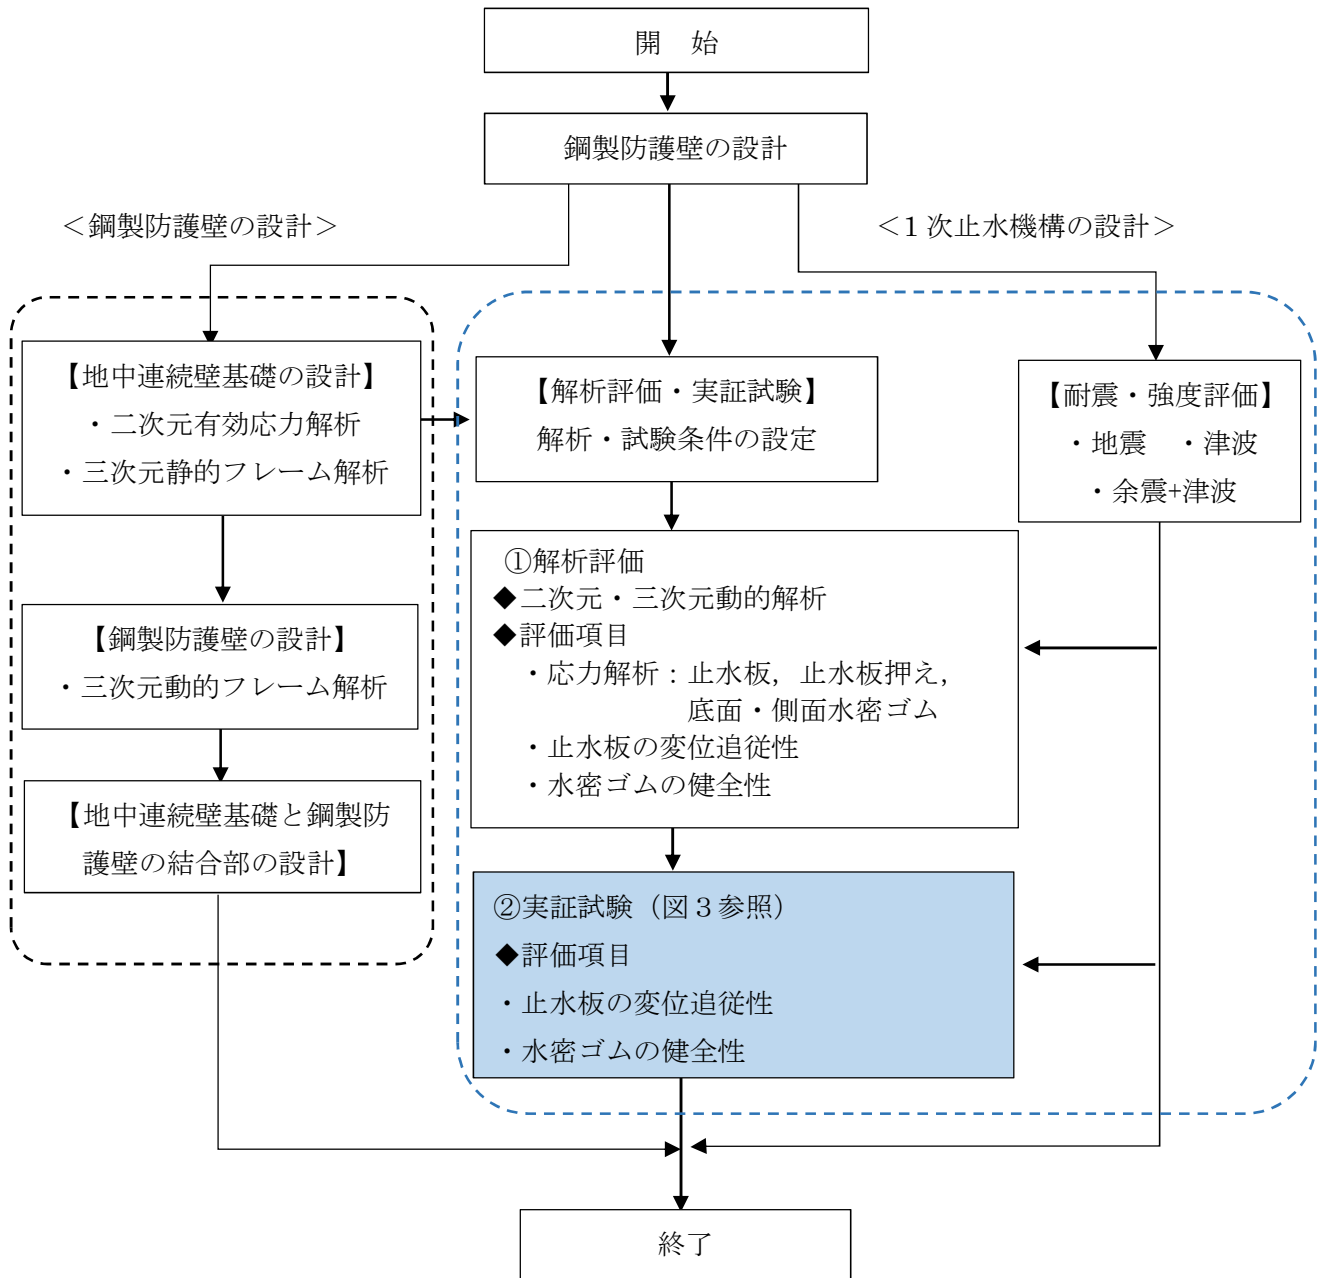 開　始
鋼製防護壁の設計
＜鋼製防護壁の設計＞
＜1 次止水機構の設計＞
【地中連続壁基礎の設計】
・二次元有効応力解析
・三次元静的フレーム解析
【鋼製防護壁の設計】
・三次元動的フレーム解析
【地中連続壁基礎と鋼製防
護壁の結合部の設計】
【解析評価・実証試験】
解析・試験条件の設定
①解析評価
◆二次元・三次元動的解析
◆評価項目
・応力解析：止水板，止水板押え，
底面・側面水密ゴム
・止水板の変位追従性
・水密ゴムの健全性
②実証試験（図３参照）
◆評価項目
・止水板の変位追従性
・水密ゴムの健全性
【耐震・強度評価】
・地震　・津波
・余震+津波
終了